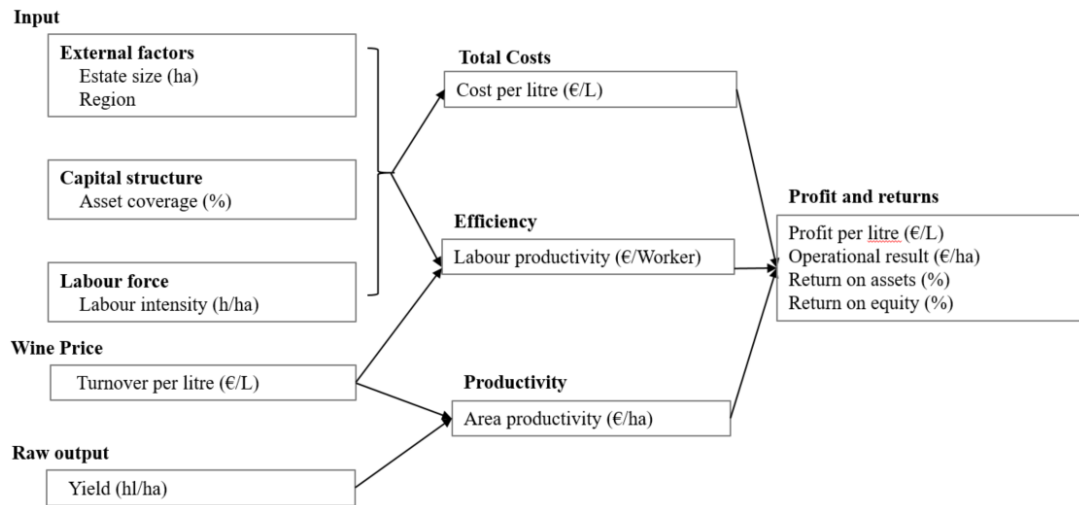 Input
External factors
Estate size (ha)
Region
Capital structure
Asset coverage (%)
Labour force
Labour intensity (h/ha)
Wine Price
Turnover per litre (€/L)
Raw output
Yield (hl/ha)
Total Costs
Cost per litre (€/L)
Efficiency
Labour productivity (€/Worker)
Productivity
Area productivity (€/ha)
Profit and returns
Profit per litre (€/L)
Operational result (€/ha)
Return on assets (%)
Return on equity (%)